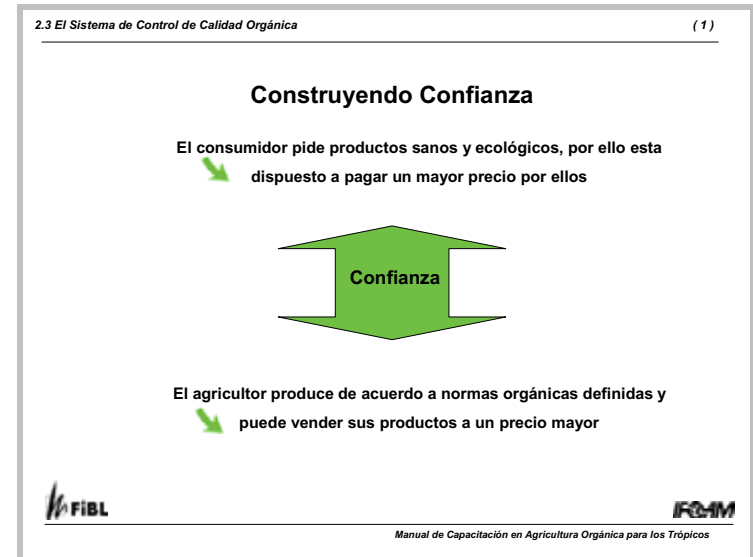 2.3 El Sistema de Control de Calidad Orgánica ( 1 )
Construyendo Confianza
El consumidor pide productos sanos y ecológicos, por ello esta
dispuesto a pagar un mayor precio por ellos
Confianza
El agricultor produce de acuerdo a normas orgánicas definidas y
puede vender sus productos a un precio mayor
FiBL
IFOAM
Manual de Capacitación en Agricultura Orgánica para los Trópicos